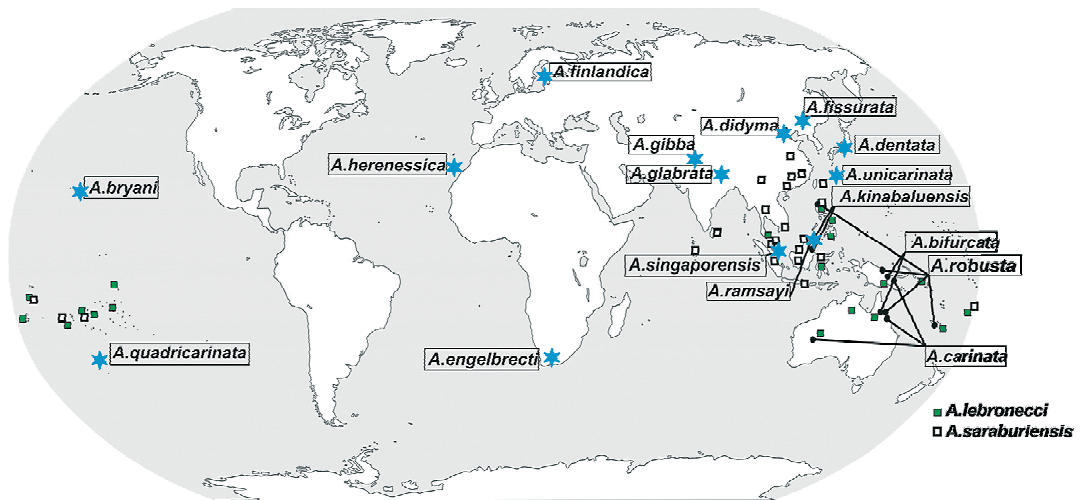 A.finlandica
A.fissurata
A.didyma
A.gibba
A.dentata
A.herenessica
A.glabrata
A.unicarinata
A.bryani
A.kinabaluensis
A.bifurcata
A.singaporensis
A.robusta
A.ramsayi
A.quadricarinata
A.engelbrecti
A.carinata
A.lebronecci
A.saraburiensis